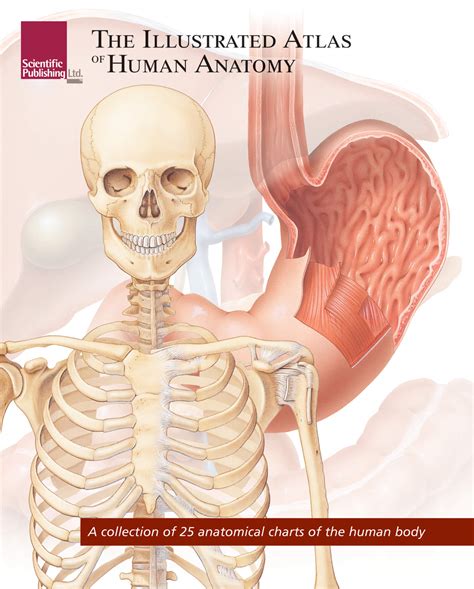 Scientific
Publishing Ltd.
THE ILLUSTRATED ATLAS
OF HUMAN ANATOMY
A collection of 25 anatomical charts of the human body